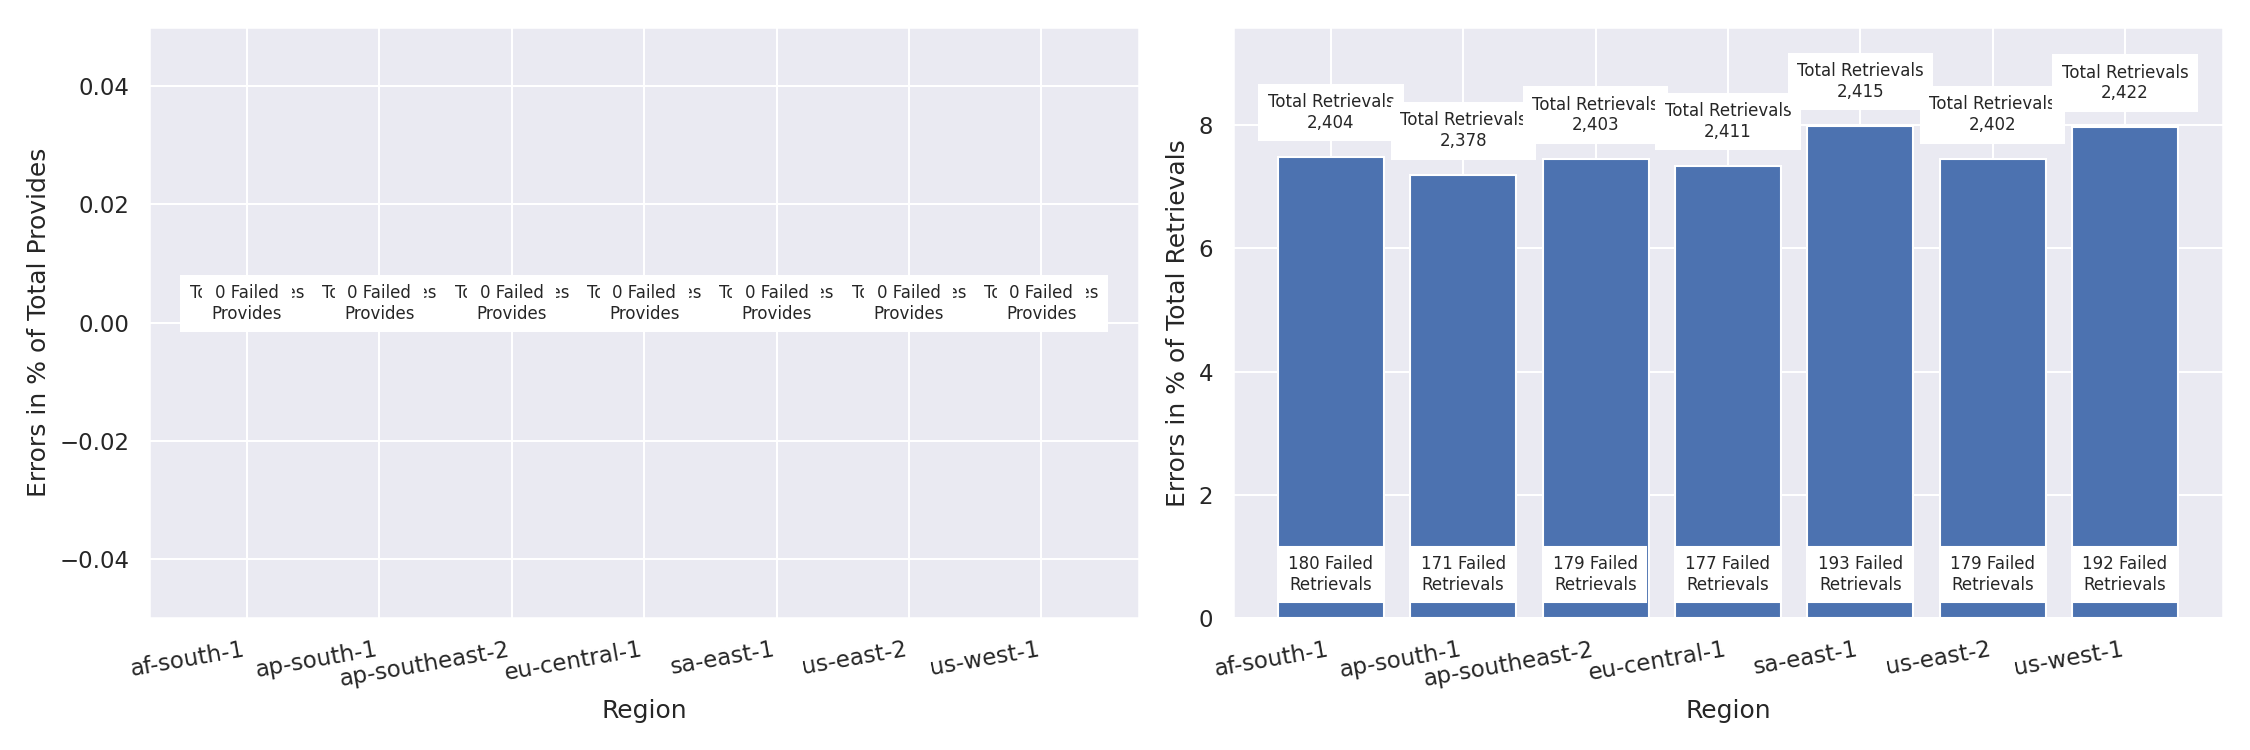 Errors in % of Total Provides
0.04
0.02
0.00
−0.02
−0.04
0 Failed
Provides
0 Failed
Provides
0 Failed
Provides
0 Failed
Provides
0 Failed
Provides
0 Failed
Provides
0 Failed
Provides
af-south-1
ap-south-1
ap-southeast-2
eu-central-1
sa-east-1
us-east-2
us-west-1
Region
Errors in % of Total Retrievals
8
6
4
2
0
Total Retrievals
2,404
Total Retrievals
2,378
Total Retrievals
2,403
Total Retrievals
2,411
Total Retrievals
2,415
Total Retrievals
2,402
Total Retrievals
2,422
180 Failed
Retrievals
171 Failed
Retrievals
179 Failed
Retrievals
177 Failed
Retrievals
193 Failed
Retrievals
179 Failed
Retrievals
192 Failed
Retrievals
af-south-1
ap-south-1
ap-southeast-2
eu-central-1
sa-east-1
us-east-2
us-west-1
Region